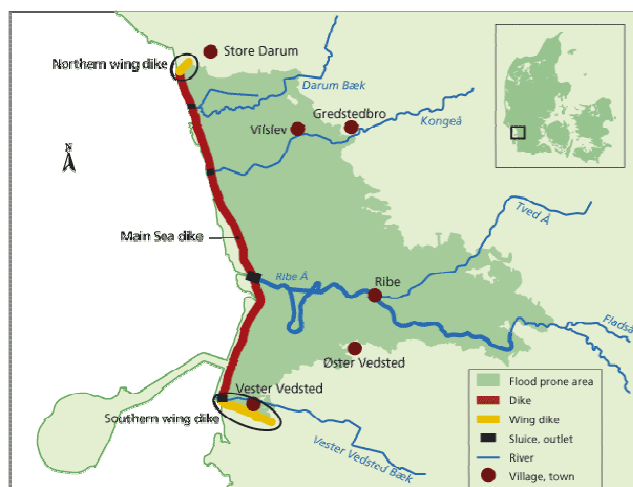 Store Darum
Northern wing dike
Darum Bæk
Gredstedbro
Vilslev
Kongeå
Tved Å
Main Sea dike
Ribe Å
Ribe
Fladså
Øster Vedsted
Vester Vedsted
Southern wing dike
Vester Vedsted Bæk
Flood prone area
Dike
Wing dike
Sluice, outlet
River
Village, town